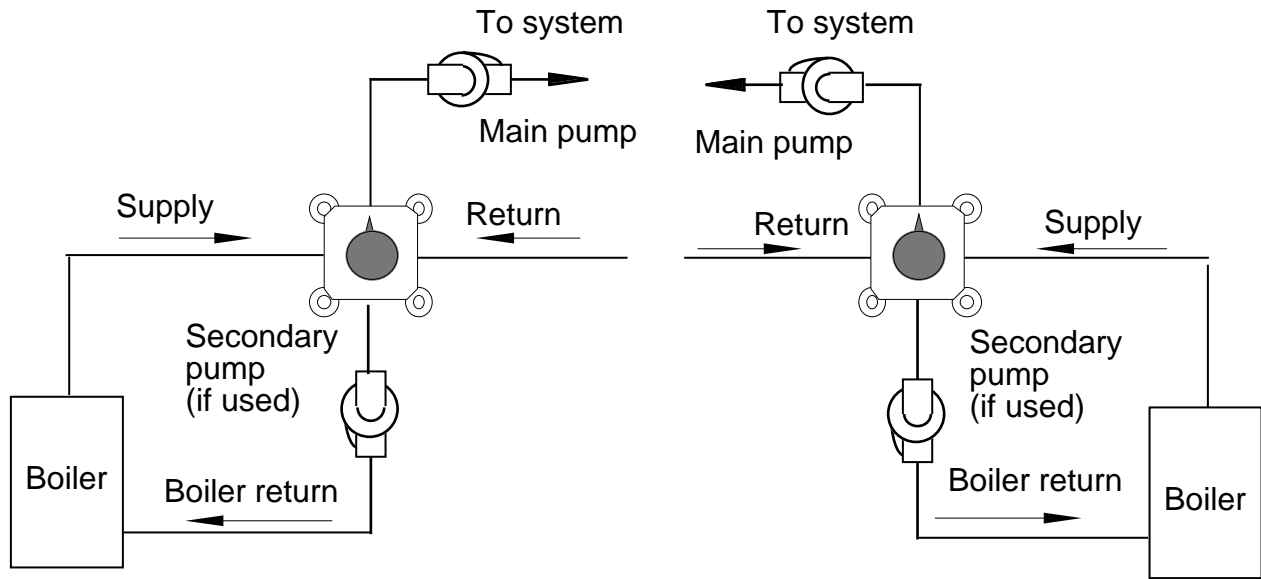 To system
Main pump
Supply
Return
Secondary
pump
(if used)
Boiler
Boiler return
To system
Main pump
Return
Supply
Secondary
pump
(if used)
Boiler return
Boiler